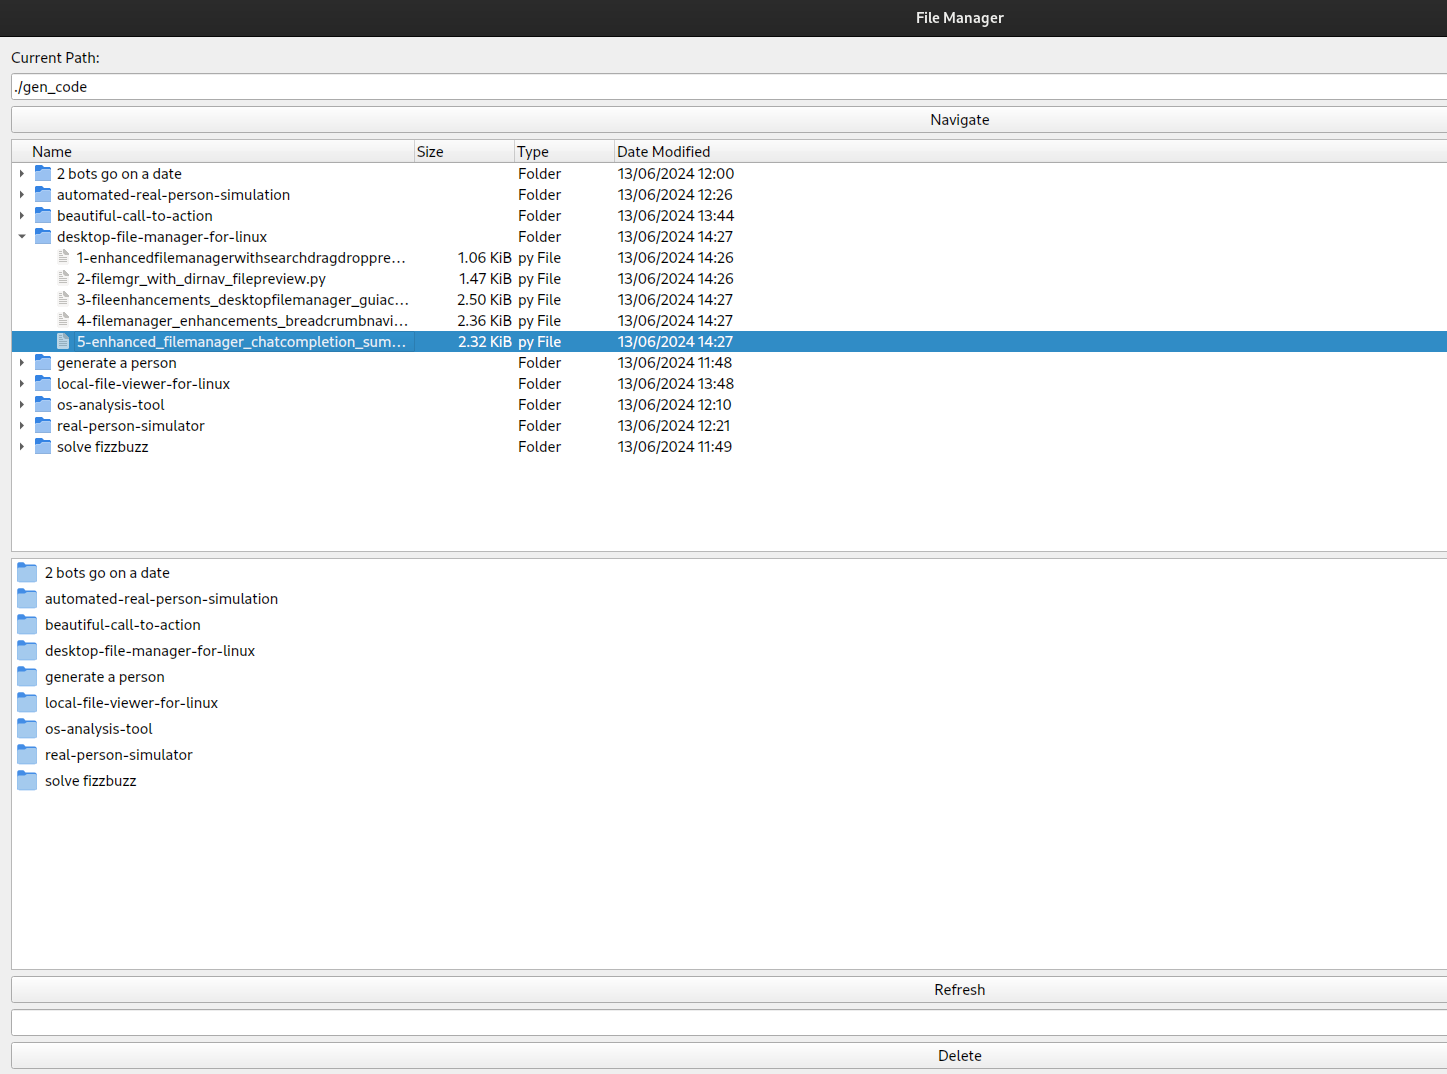 File Manager
Current Path:
./gen_code
Navigate
Name Size Type Date Modified
2 bots go on a date Folder 13/06/2024 12:00
automated-real-person-simulation Folder 13/06/2024 12:26
beautiful-call-to-action Folder 13/06/2024 13:44
desktop-file-manager-for-linux Folder 13/06/2024 14:27
1-enhancedfilemanagerwithsearchdragdroppre... 1.06 KiB py File 13/06/2024 14:26
2-filemgr_with_dirnav_filepreview.py 1.47 KiB py File 13/06/2024 14:26
3-fileenhancements_desktopfilemanager_guiac... 2.50 KiB py File 13/06/2024 14:27
4-filemanager_enhancements_breadcrumbnavi... 2.36 KiB py File 13/06/2024 14:27
5-enhanced_filemanager_chatcompletion_sum... 2.32 KiB py File 13/06/2024 14:27
generate a person Folder 13/06/2024 11:48
local-file-viewer-for-linux Folder 13/06/2024 13:48
os-analysis-tool Folder 13/06/2024 12:10
real-person-simulator Folder 13/06/2024 12:21
solve fizzbuzz Folder 13/06/2024 11:49
2 bots go on a date
automated-real-person-simulation
beautiful-call-to-action
desktop-file-manager-for-linux
generate a person
local-file-viewer-for-linux
os-analysis-tool
real-person-simulator
solve fizzbuzz
Refresh
Delete